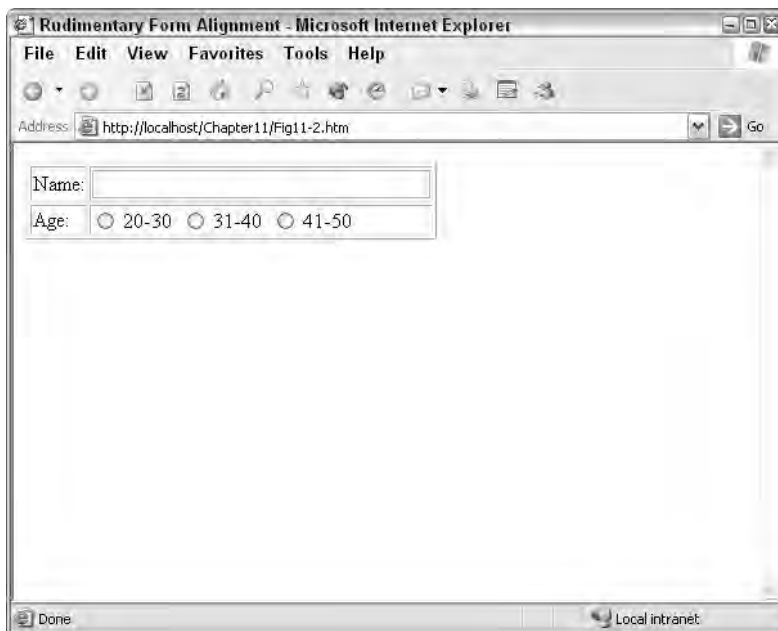 Rudimentary Form Alignment - Microsoft Internet Explorer
File Edit View Favorites Tools Help
Address http://localhost/Chapter11/Fig11-2.htm Go
Name:
Age: 20-30 31-40 41-50
Done Local intranet